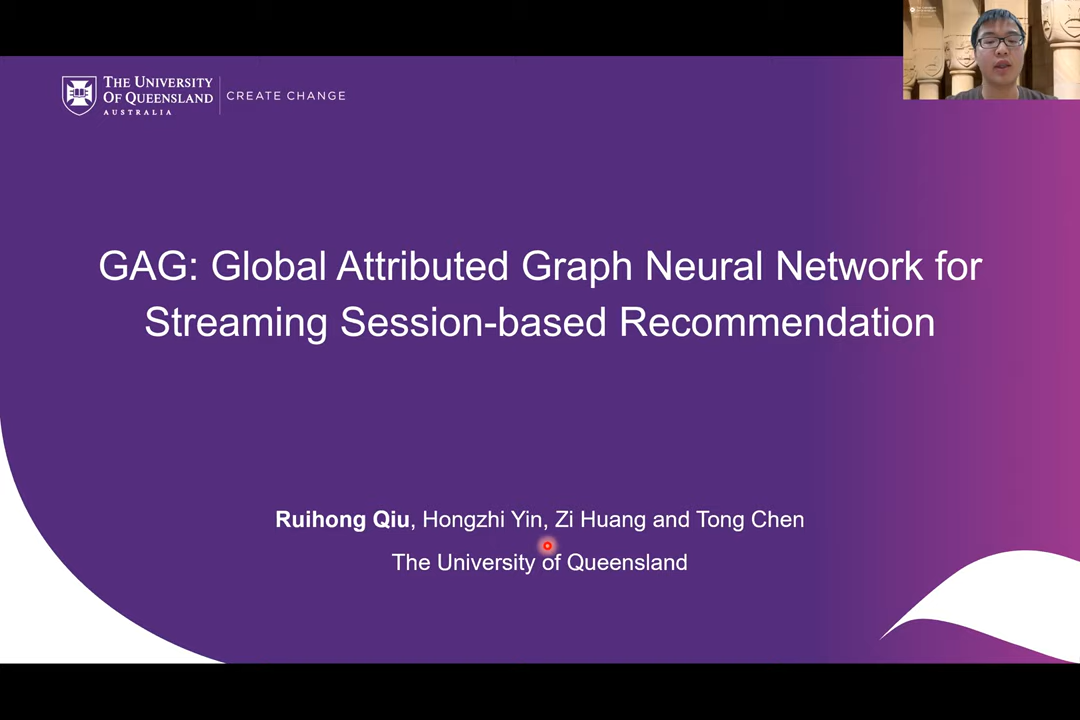 THE UNIVERSITY
OF QUEENSLAND
AUSTRALIA
CREATE CHANGE
GAG: Global Attributed Graph Neural Network for
Streaming Session-based Recommendation
Ruihong Qiu, Hongzhi Yin, Zi Huang and Tong Chen
The University of Queensland